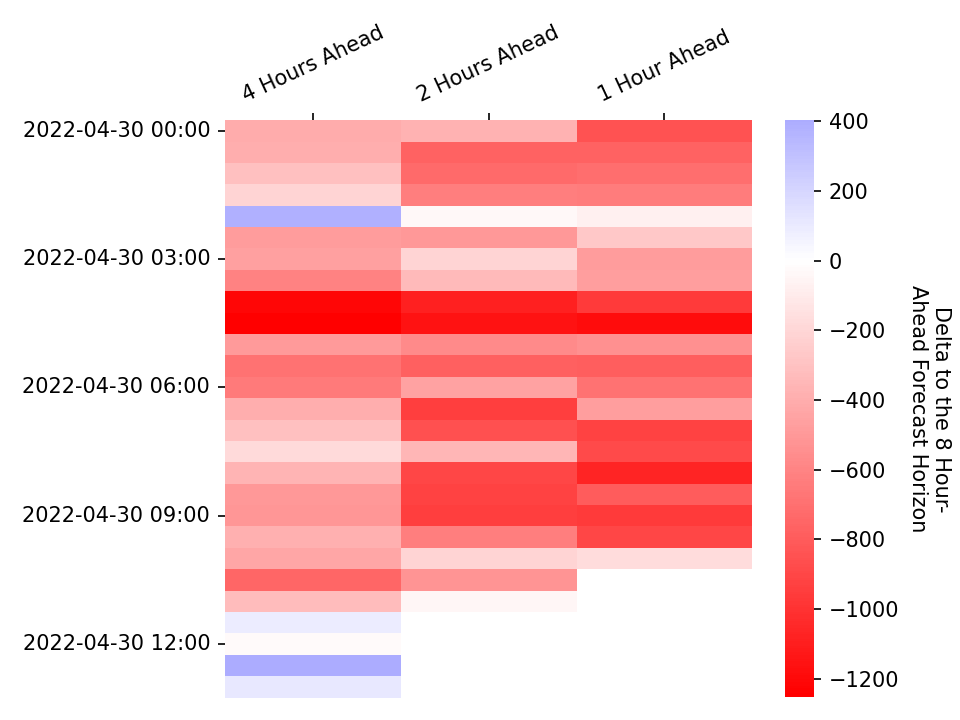 4 Hours Ahead
2 Hours Ahead
1 Hour Ahead
2022-04-30 00:00
2022-04-30 03:00
2022-04-30 06:00
2022-04-30 09:00
2022-04-30 12:00
400
200
0
−200
−400
−600
−800
−1000
−1200
Delta to the 8 Hour-
Ahead Forecast Horizon